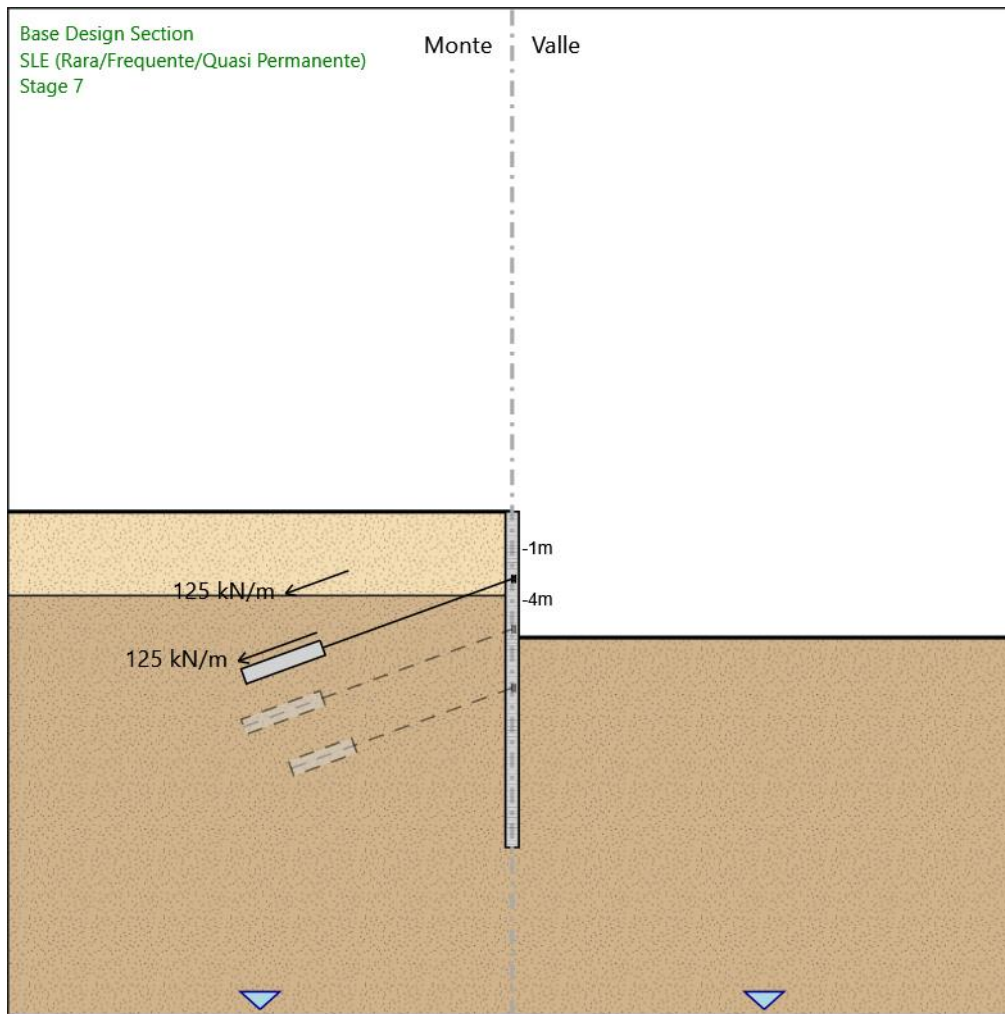 Base Design Section
SLE (Rara/Frequente/Quasi Permanente)
Stage 7
Monte
Valle
-1m
125 kN/m
-4m
125 kN/m